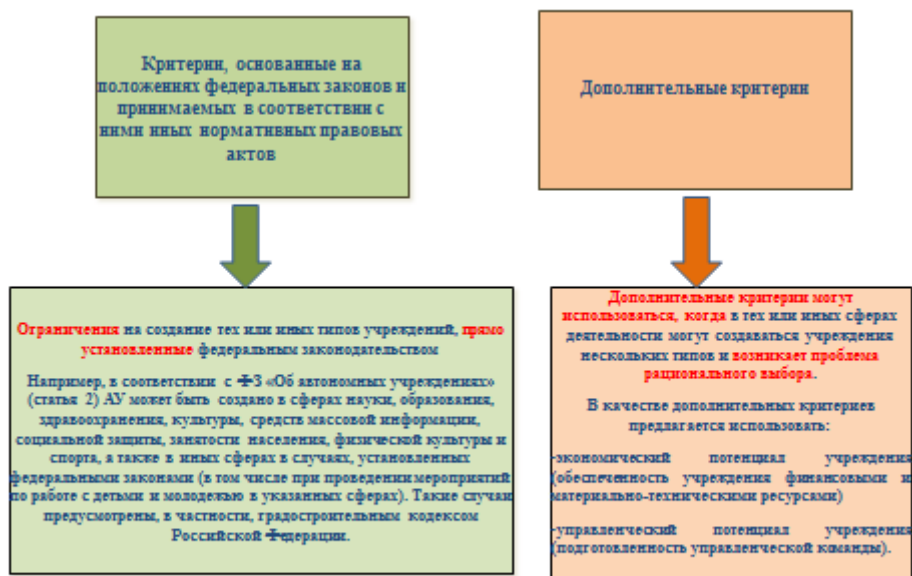 Критерии, основанные на
положениях федеральных законов и
принимаемых в соответствии с
ними иных нормативных правовых
актов
Дополнительные критерии
Ограничения на создание тех или иных типов учреждений, прямо
установленные федеральным законодательством
Например, в соответствии с ФЗ «Об автономных учреждениях»
(статья 2) АУ может быть создано в сферах науки, образования,
здравоохранения, культуры, средств массовой информации,
социальной защиты, занятости населения, физической культуры и
спорта, а также в иных сферах в случаях, установленных
федеральными законами (в том числе при проведении мероприятий
по работе с детьми и молодежью в указанных сферах). Такие случаи
предусмотрены, в частности, градостроительным кодексом
Российской Федерации.
Дополнительные критерии могут
использоваться, когда в тех или иных сферах
деятельности могут создаваться учреждения
нескольких типов и возникает проблема
рационального выбора.
В качестве дополнительных критериев
предлагается использовать:
-экономический потенциал учреждения
(обеспеченность учреждения финансовыми и
материально-техническими ресурсами)
-управленческий потенциал учреждения
(подготовленность управленческой команды).